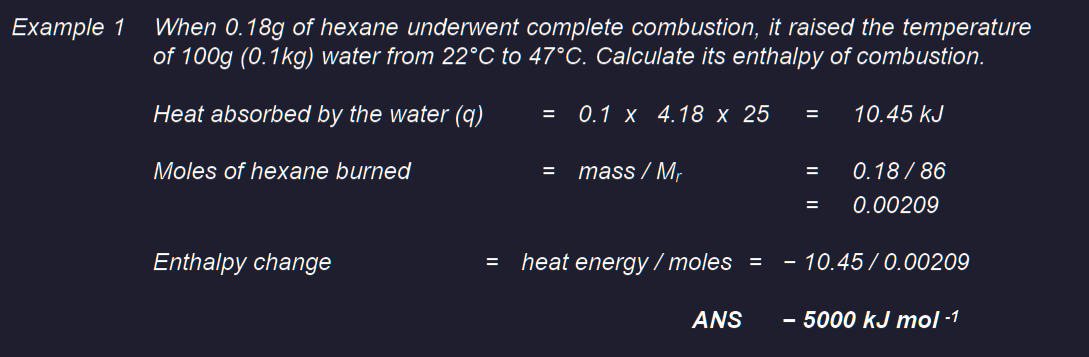 Example 1 When 0.18g of hexane underwent complete combustion, it raised the temperature
of 100g (0.1kg) water from 22°C to 47°C. Calculate its enthalpy of combustion.
Heat absorbed by the water (q) = 0.1 x 4.18 x 25 = 10.45 kJ
Moles of hexane burned = mass / Mr = 0.18 / 86
= 0.00209
Enthalpy change = heat energy / moles = – 10.45 / 0.00209
ANS – 5000 kJ mol -1